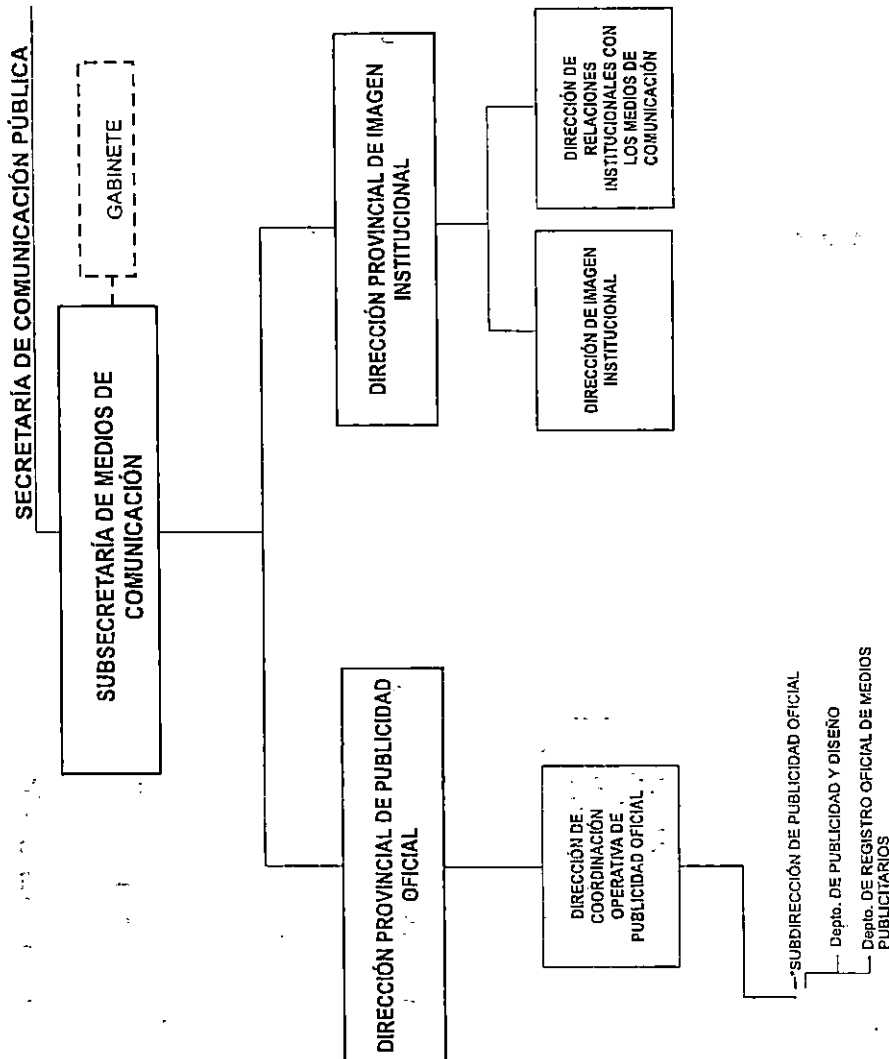 SECRETARÍA DE COMUNICACIÓN PÚBLICA
GABINETE
SUBSECRETARÍA DE MEDIOS DE
COMUNICACIÓN
DIRECCIÓN PROVINCIAL DE PUBLICIDAD
OFICIAL
DIRECCIÓN PROVINCIAL DE IMAGEN
INSTITUCIONAL
DIRECCIÓN DE
COORDINACIÓN
OPERATIVA DE
PUBLICIDAD OFICIAL
DIRECCIÓN DE IMAGEN
INSTITUCIONAL
DIRECCIÓN DE
RELACIONES
INSTITUCIONALES CON
LOS MEDIOS DE
COMUNICACIÓN
*SUBDIRECCIÓN DE PUBLICIDAD OFICIAL
Depto. DE PUBLICIDAD Y DISEÑO
Depto. DE REGISTRO OFICIAL DE MEDIOS
PUBLICITARIOS